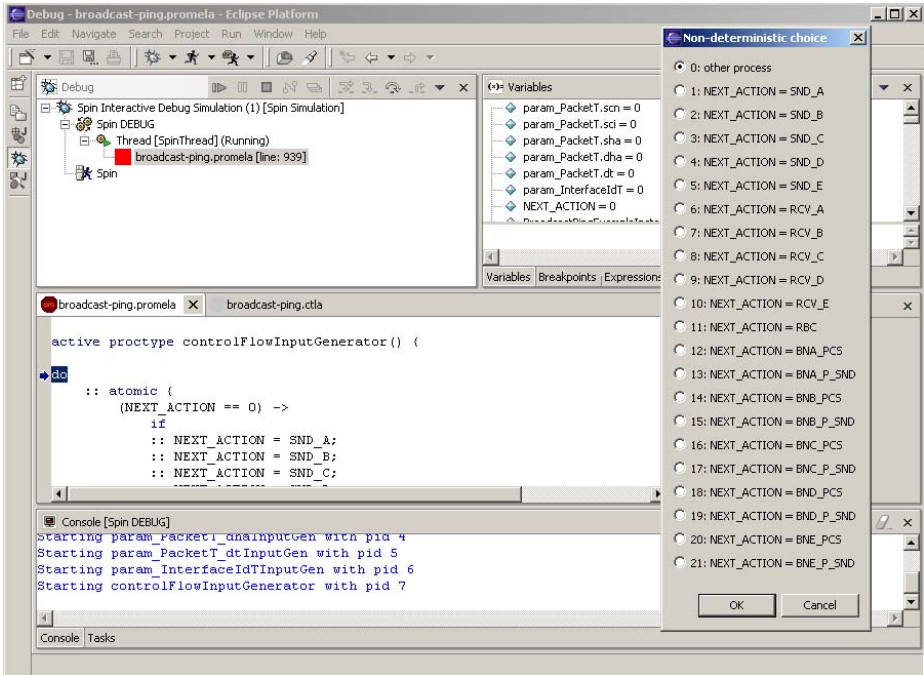 Debug - broadcast-ping.promela - Eclipse Platform
File Edit Navigate Search Project Run Window Help
Debug
Spin Interactive Debug Simulation (1) [Spin Simulation]
Spin DEBUG
Thread [SpinThread] (Running)
broadcast-ping.promela [line: 939]
Spin
(x)= Variables
param_PacketT.scn = 0
param_PacketT.sci = 0
param_PacketT.sha = 0
param_PacketT.dha = 0
param_PacketT.dt = 0
param_InterfaceIdT = 0
NEXT_ACTION = 0
Variables Breakpoints Expressions
broadcast-ping.promela broadcast-ping.ctla
active proctype controlFlowInputGenerator() {
do
:: atomic {
(NEXT_ACTION == 0) ->
if
:: NEXT_ACTION = SND_A;
:: NEXT_ACTION = SND_B;
:: NEXT_ACTION = SND_C;
Console [Spin DEBUG]
Starting param_PacketT_dhaInputGen with pid 4
Starting param_PacketT_dtInputGen with pid 5
Starting param_InterfaceIdTInputGen with pid 6
Starting controlFlowInputGenerator with pid 7
Console Tasks
Non-deterministic choice
0: other process
1: NEXT_ACTION = SND_A
2: NEXT_ACTION = SND_B
3: NEXT_ACTION = SND_C
4: NEXT_ACTION = SND_D
5: NEXT_ACTION = SND_E
6: NEXT_ACTION = RCV_A
7: NEXT_ACTION = RCV_B
8: NEXT_ACTION = RCV_C
9: NEXT_ACTION = RCV_D
10: NEXT_ACTION = RCV_E
11: NEXT_ACTION = RBC
12: NEXT_ACTION = BNA_PCS
13: NEXT_ACTION = BNA_P_SND
14: NEXT_ACTION = BNB_PCS
15: NEXT_ACTION = BNB_P_SND
16: NEXT_ACTION = BNC_PCS
17: NEXT_ACTION = BNC_P_SND
18: NEXT_ACTION = BND_PCS
19: NEXT_ACTION = BND_P_SND
20: NEXT_ACTION = BNE_PCS
21: NEXT_ACTION = BNE_P_SND
OK Cancel